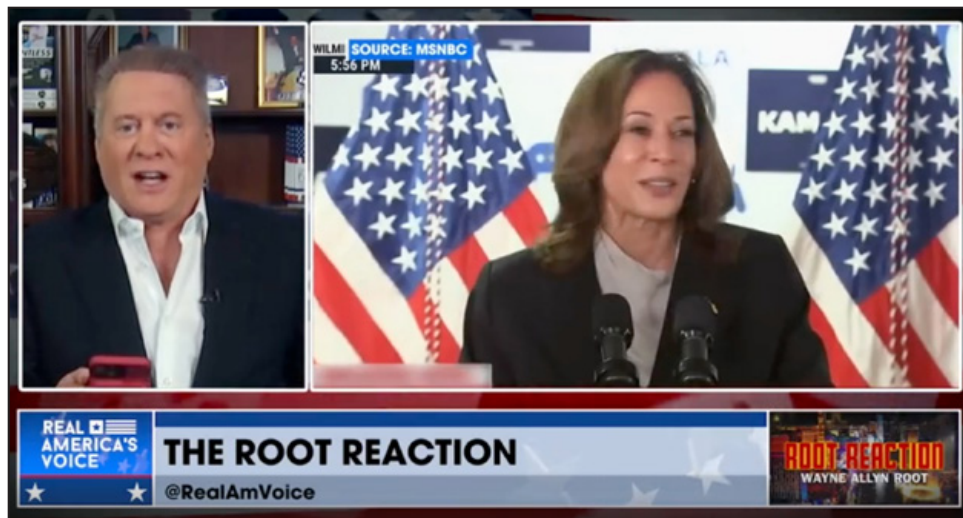 WILMI
SOURCE: MSNBC
5:56 PM
LA
KAM
REAL
AMERICA'S
VOICE
THE ROOT REACTION
@RealAmVoice
ROOT REACTION
WAYNE ALLYN ROOT